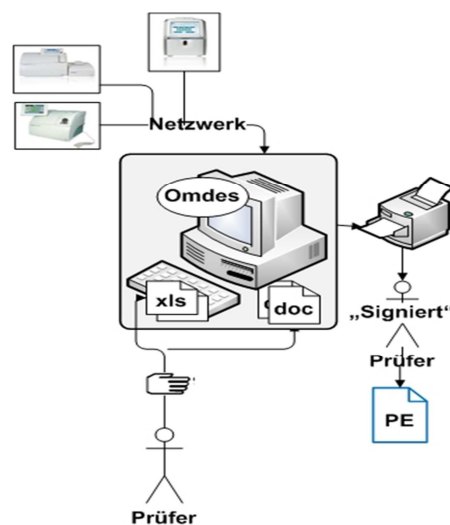 Netzwerk
Omdes
xls
doc
„Signiert“
Prüfer
PE
Prüfer